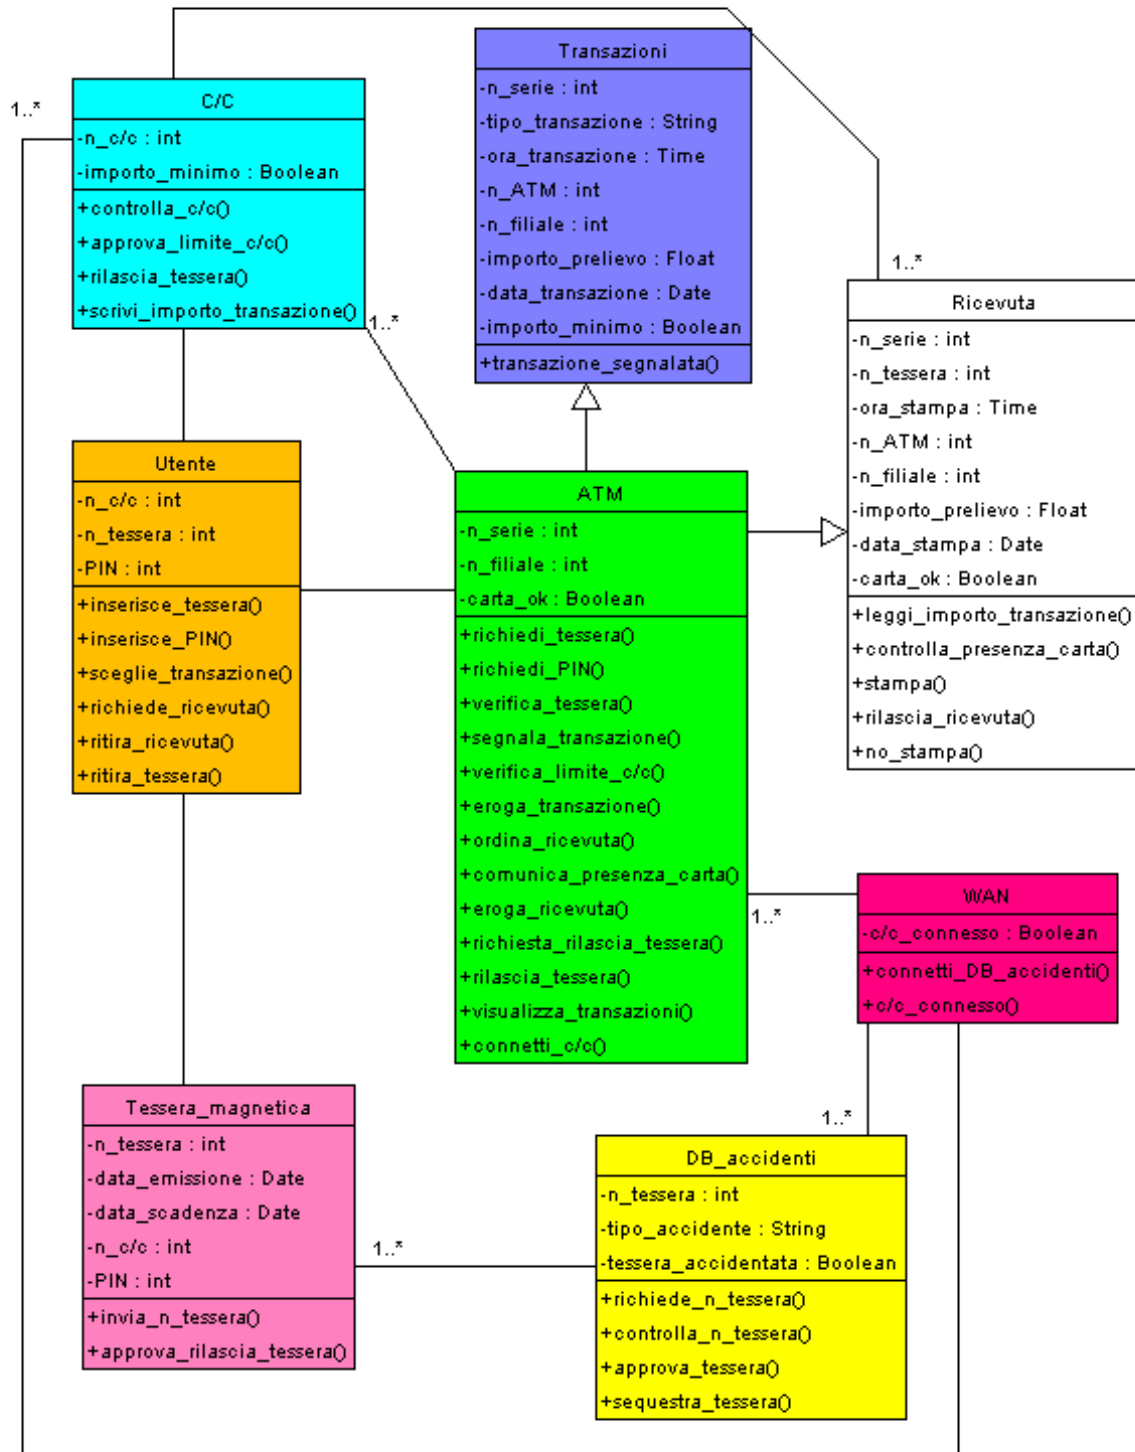 1..*
C/C
-n_c/c : int
-importo_minimo : Boolean
+controlla_c/c()
+approva_limite_c/c()
+rilascia_tessera()
+scrivi_importo_transazione()
1..*
Transazioni
-n_serie : int
-tipo_transazione : String
-ora_transazione : Time
-n_ATM : int
-n_filiale : int
-importo_prelievo : Float
-data_transazione : Date
-importo_minimo : Boolean
+transazione_segnalata()
1..*
Ricevuta
-n_serie : int
-n_tessera : int
-ora_stampa : Time
-n_ATM : int
-n_filiale : int
-importo_prelievo : Float
-data_stampa : Date
-carta_ok : Boolean
+leggi_importo_transazione()
+controlla_presenza_carta()
+stampa()
+rilascia_ricevuta()
+no_stampa()
Utente
-n_c/c : int
-n_tessera : int
-PIN : int
+inserisce_tessera()
+inserisce_PIN()
+sceglie_transazione()
+richiede_ricevuta()
+ritira_ricevuta()
+ritira_tessera()
ATM
-n_serie : int
-n_filiale : int
-carta_ok : Boolean
+richiedi_tessera()
+richiedi_PIN()
+verifica_tessera()
+segnala_transazione()
+verifica_limite_c/c()
+eroga_transazione()
+ordina_ricevuta()
+comunica_presenza_carta()
+eroga_ricevuta()
+richiesta_rilascia_tessera()
+rilascia_tessera()
+visualizza_transazioni()
+connetti_c/c()
1..*
WAN
-c/c_connesso : Boolean
+connetti_DB_accidenti()
+c/c_connesso()
Tessera_magnetica
-n_tessera : int
-data_emissione : Date
-data_scadenza : Date
-n_c/c : int
-PIN : int
+invia_n_tessera()
+approva_rilascia_tessera()
1..*
1..*
DB_accidenti
-n_tessera : int
-tipo_accidente : String
-tessera_accidentata : Boolean
+richiede_n_tessera()
+controlla_n_tessera()
+approva_tessera()
+sequestra_tessera()